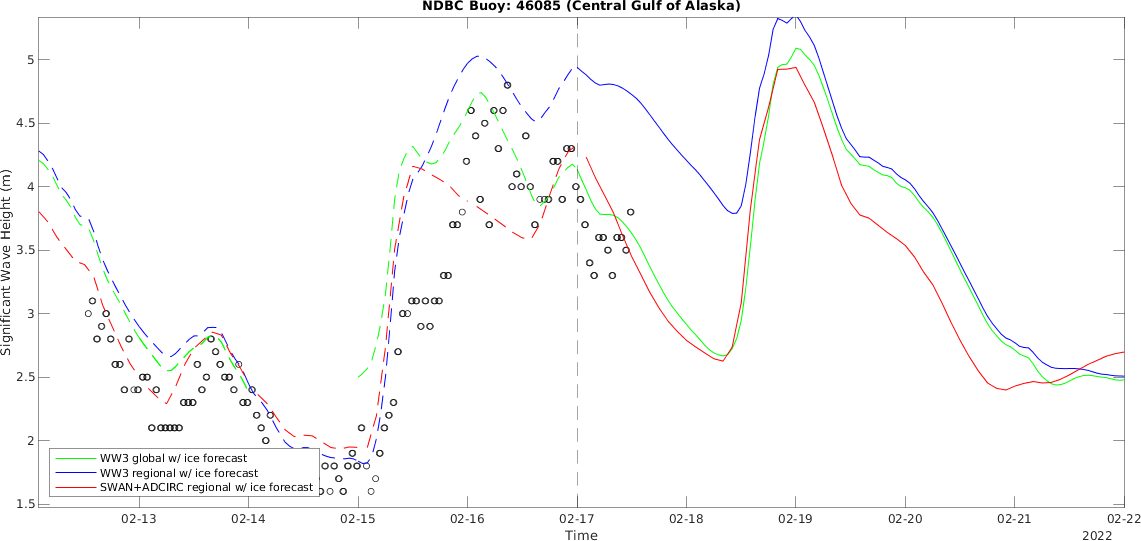 NDBC Buoy: 46085 (Central Gulf of Alaska)
Significant Wave Height (m)
5
4.5
4
3.5
3
2.5
2
1.5
WW3 global w/ ice forecast
WW3 regional w/ ice forecast
SWAN+ADCIRC regional w/ ice forecast
02-13 02-14 02-15 02-16 02-17 02-18 02-19 02-20 02-21 02-22
Time
2022